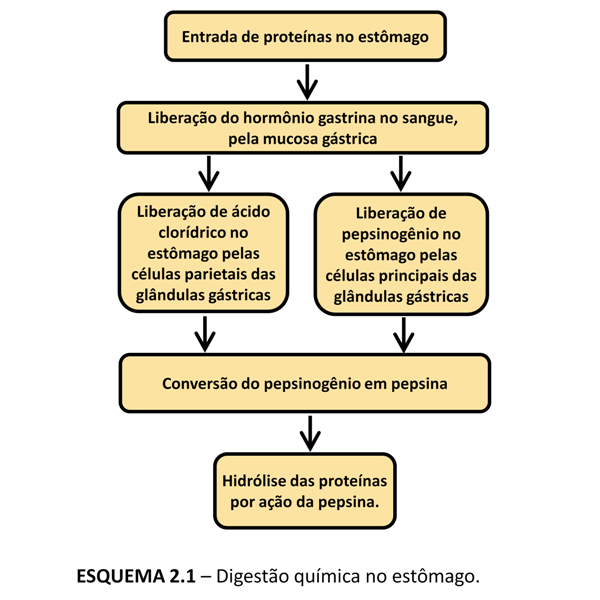 Entrada de proteínas no estômago
Liberação do hormônio gastrina no sangue,
pela mucosa gástrica
Liberação de ácido
clorídrico no
estômago pelas
células parietais das
glândulas gástricas
Liberação de
pepsinogênio no
estômago pelas
células principais das
glândulas gástricas
Conversão do pepsinogênio em pepsina
Hidrólise das proteínas
por ação da pepsina.
ESQUEMA 2.1 – Digestão química no estômago.